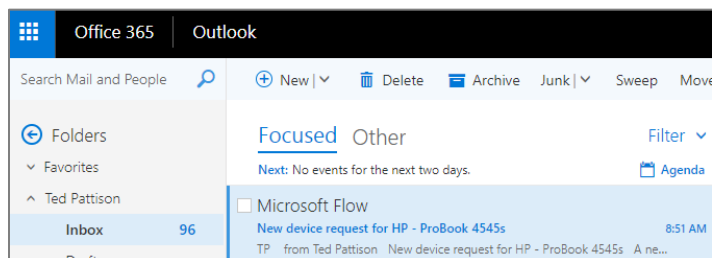 Office 365 Outlook
Search Mail and People New Delete Archive Junk Sweep Move
Folders
Focused Other Filter
Favorites
Next: No events for the next two days. Agenda
Ted Pattison
Microsoft Flow
Inbox 96
New device request for HP - ProBook 4545s 8:51 AM
TP from Ted Pattison New device request for HP - ProBook 4545s A ne...